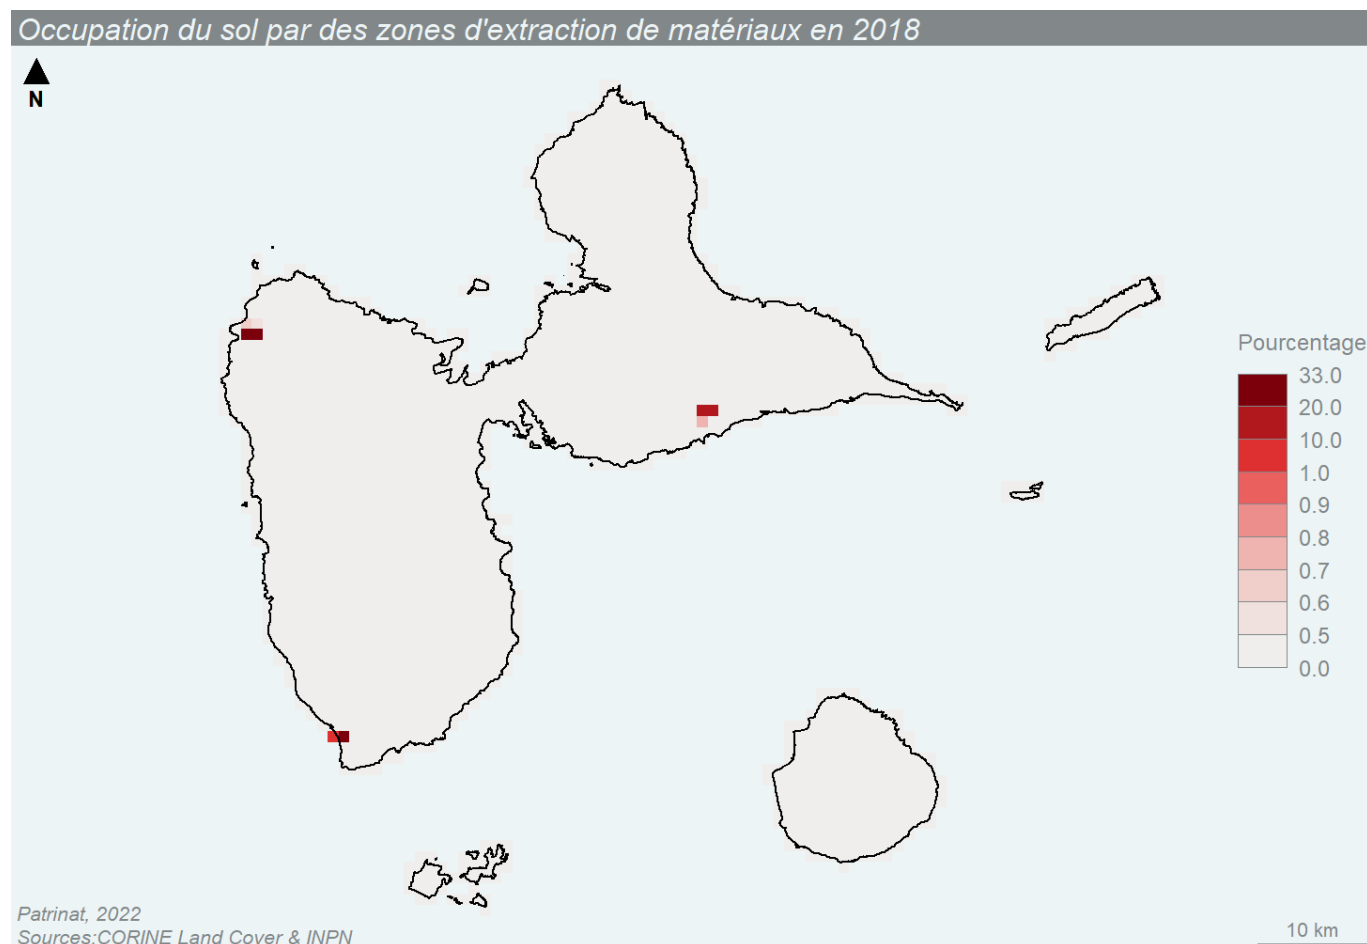 Occupation du sol par des zones d'extraction de matériaux en 2018
N
Pourcentage
33.0
20.0
10.0
1.0
0.9
0.8
0.7
0.6
0.5
0.0
Patrinat, 2022
Sources:CORINE Land Cover & INPN
10 km